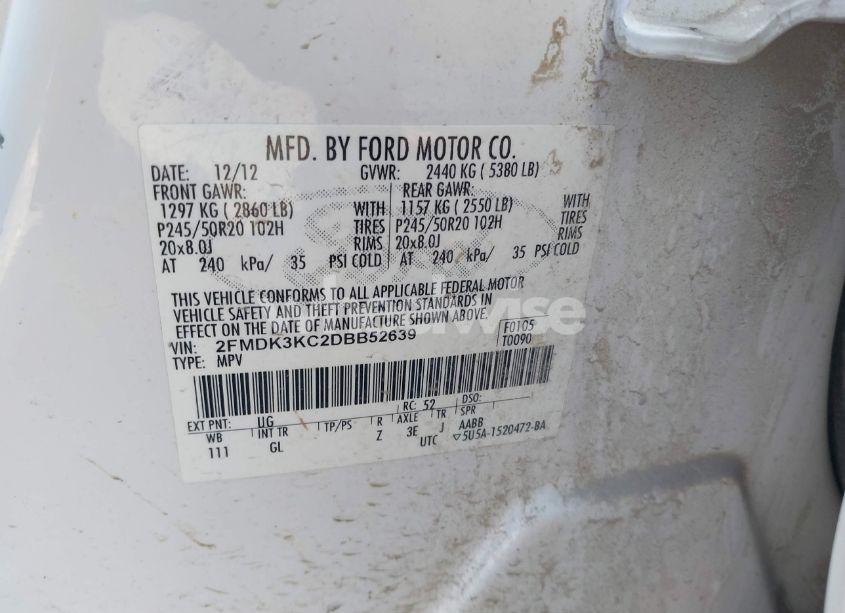 MFD. BY FORD MOTOR CO.
DATE: 12/12 GVWR: 2440 KG ( 5380 LB)
FRONT GAWR: REAR GAWR:
1297 KG ( 2860 LB) WITH 1157 KG ( 2550 LB) WITH
P245/50R20 102H TIRES P245/50R20 102H TIRES
20x8.0J RIMS 20x8.0J RIMS
AT 240 kPa/ 35 PSI COLD AT 240 kPa/ 35 PSI COLD
THIS VEHICLE CONFORMS TO ALL APPLICABLE FEDERAL MOTOR
VEHICLE SAFETY AND THEFT PREVENTION STANDARDS IN
EFFECT ON THE DATE OF MANUFACTURE SHOWN ABOVE.
VIN: 2FMDK3KC2DBB52639 F0105
TYPE: MPV T0090
EXT PNT: UG RC: 52 DSO:
WB INT TR TP/PS R AXLE TR SPR
111 GL Z 3E J AABB
UTC ▽5U5A-1520472-BA